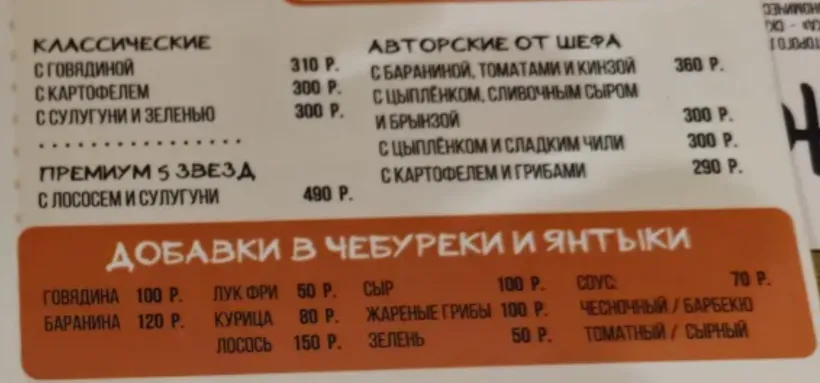 КЛАССИЧЕСКИЕ
С ГОВЯДИНОЙ 310 Р.
С КАРТОФЕЛЕМ 300 Р.
С СУЛУГУНИ И ЗЕЛЕНЬЮ 300 Р.
ПРЕМИУМ 5 ЗВЕЗД
С ЛОСОСЕМ И СУЛУГУНИ 490 Р.
АВТОРСКИЕ ОТ ШЕФА
С БАРАНИНОЙ, ТОМАТАМИ И КИНЗОЙ 360 Р.
С ЦЫПЛЁНКОМ, СЛИВОЧНЫМ СЫРОМ
И БРЫНЗОЙ 300 Р.
С ЦЫПЛЁНКОМ И СЛАДКИМ ЧИЛИ 300 Р.
С КАРТОФЕЛЕМ И ГРИБАМИ 290 Р.
ДОБАВКИ В ЧЕБУРЕКИ И ЯНТЫКИ
ГОВЯДИНА 100 Р.
БАРАНИНА 120 Р.
ЛУК ФРИ 50 Р.
КУРИЦА 80 Р.
ЛОСОСЬ 150 Р.
СЫР 100 Р.
ЖАРЕНЫЕ ГРИБЫ 100 Р.
ЗЕЛЕНЬ 50 Р.
СОУС: 70 Р.
ЧЕСНОЧНЫЙ / БАРБЕКЮ
ТОМАТНЫЙ / СЫРНЫЙ